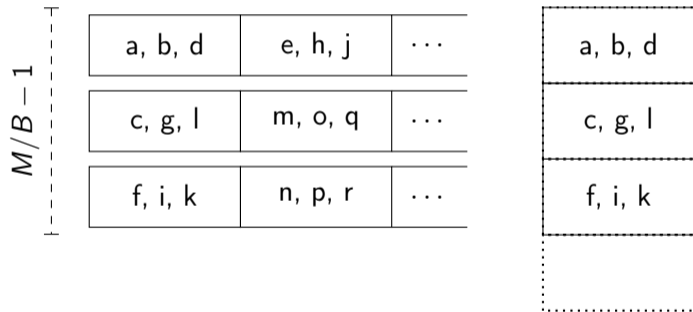 M/B − 1
a, b, d e, h, j ···
c, g, l m, o, q ···
f, i, k n, p, r ···
a, b, d
c, g, l
f, i, k